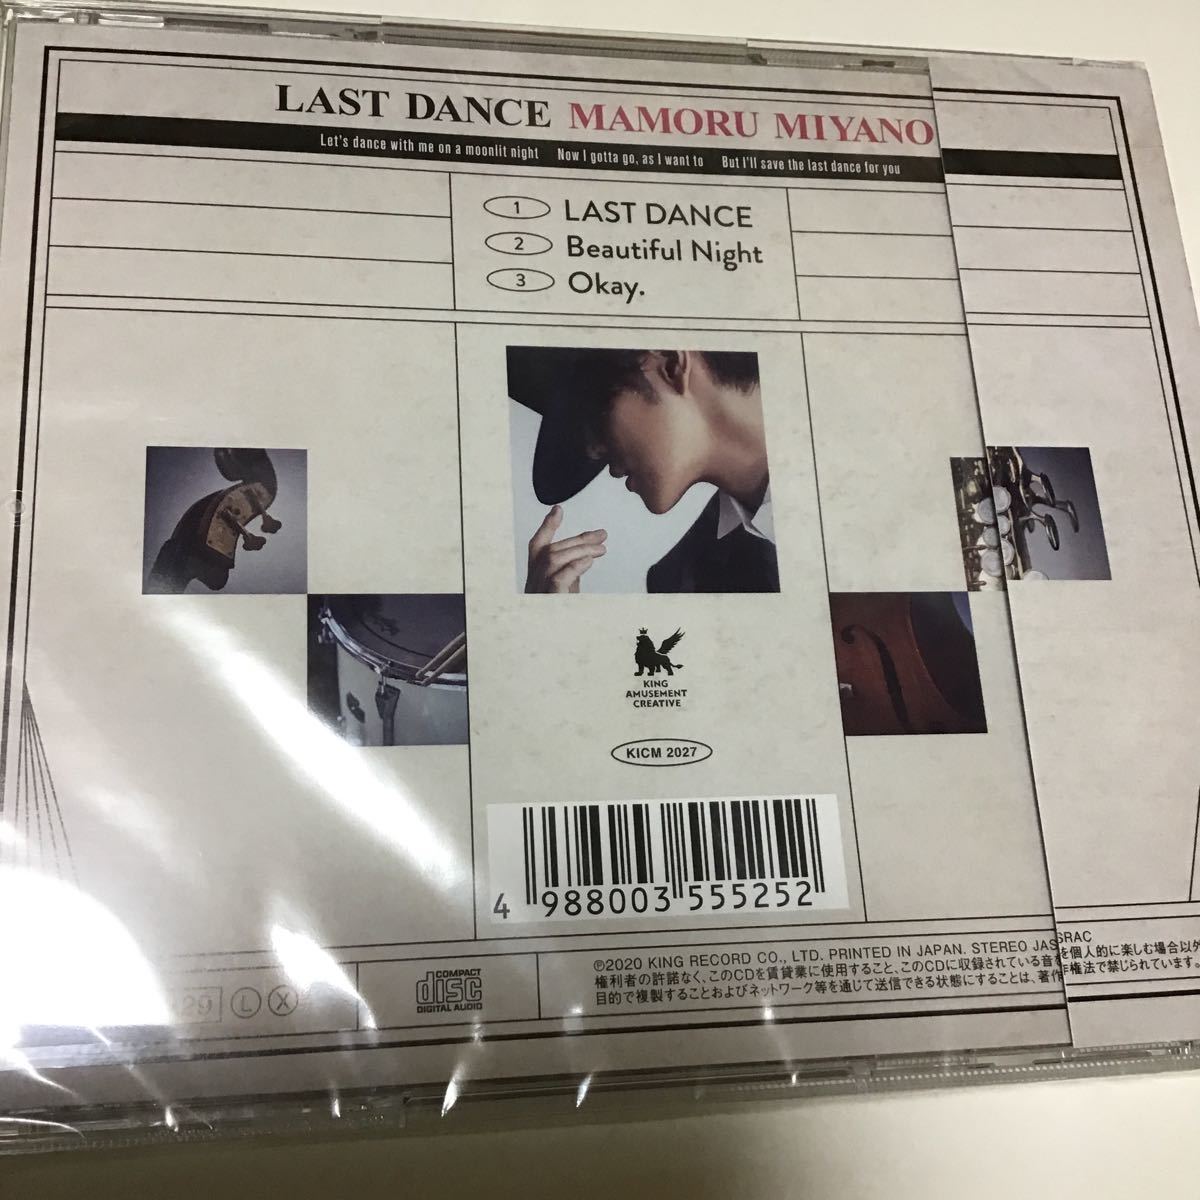 LAST DANCE MAMORU MIYANO
Let's dance with me on a moonlit night Now I gotta go, as I want to But I'll save the last dance for you
1 LAST DANCE
2 Beautiful Night
3 Okay.
KING
AMUSEMENT
CREATIVE
KICM 2027
4 988003 555252
29 L X
COMPACT
disc
DIGITAL AUDIO
℗2020 KING RECORD CO., LTD. PRINTED IN JAPAN. STEREO JASRAC
権利者の許諾なく、このCDを賃貸業に使用すること、このCDに収録されている音を個人的に楽しむ場合以外
目的で複製することおよびネットワーク等を通じて送信できる状態にすることは、著作権法で禁じられています。